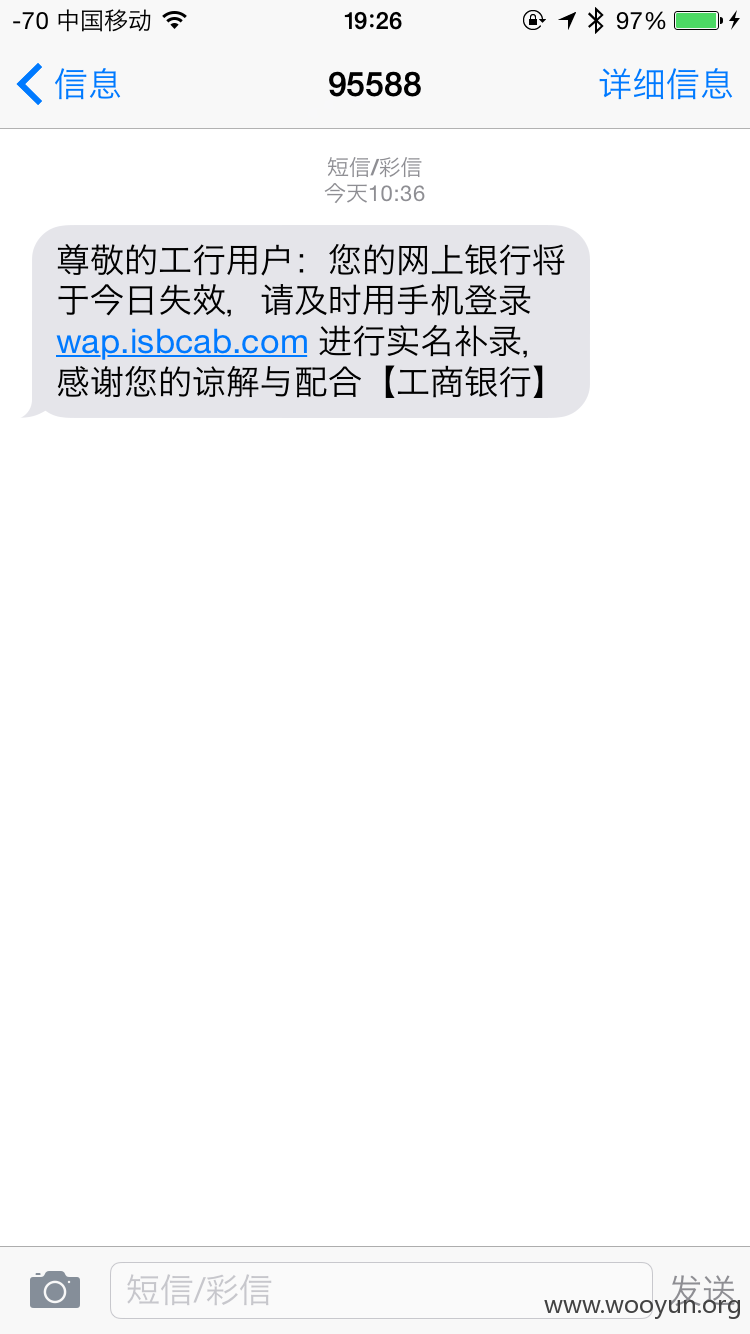 -70 中国移动 19:26 97%
信息 95588 详细信息
短信/彩信
今天10:36
尊敬的工行用户：您的网上银行将
于今日失效，请及时用手机登录
wap.isbcab.com 进行实名补录,
感谢您的谅解与配合【工商银行】
短信/彩信 发送
www.wooyun.org